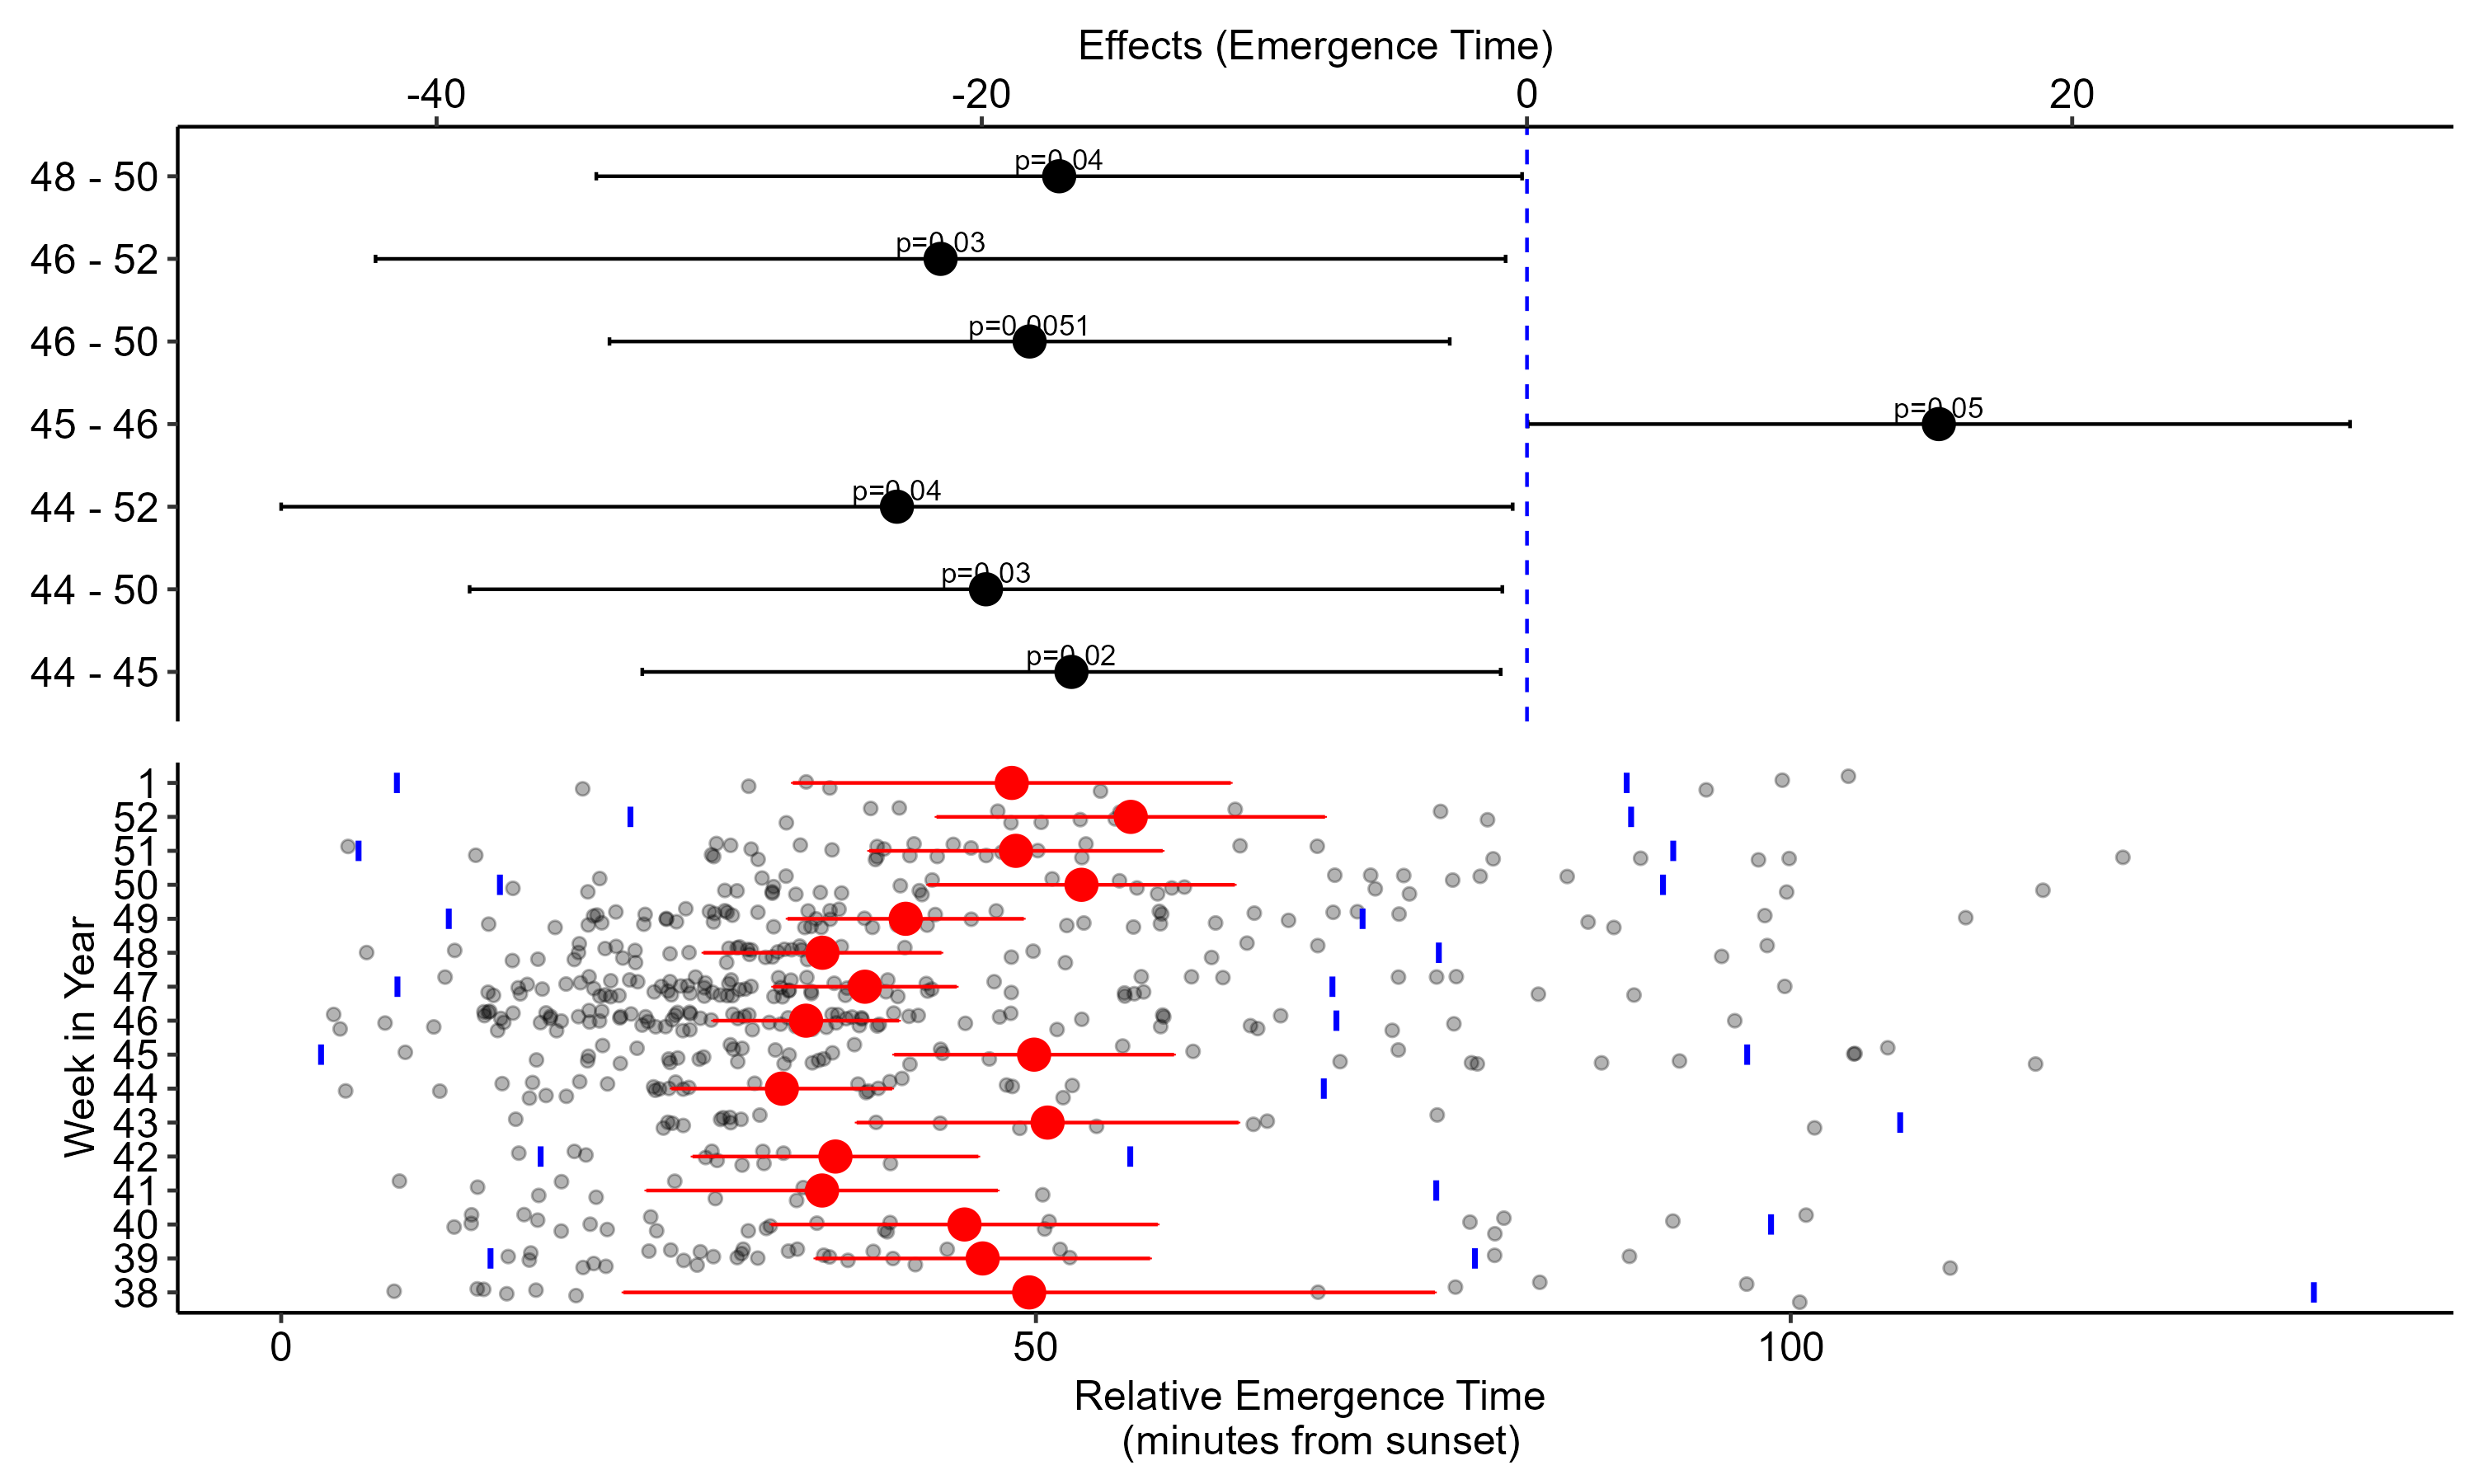 Effects (Emergence Time)
-40 -20 0 20
48 - 50
p=0.04
46 - 52
p=0.03
46 - 50
p=0.0051
45 - 46
p=0.05
44 - 52
p=0.04
44 - 50
p=0.03
44 - 45
p=0.02
Week in Year
1
52
51
50
49
48
47
46
45
44
43
42
41
40
39
38
0 50 100
Relative Emergence Time
(minutes from sunset)